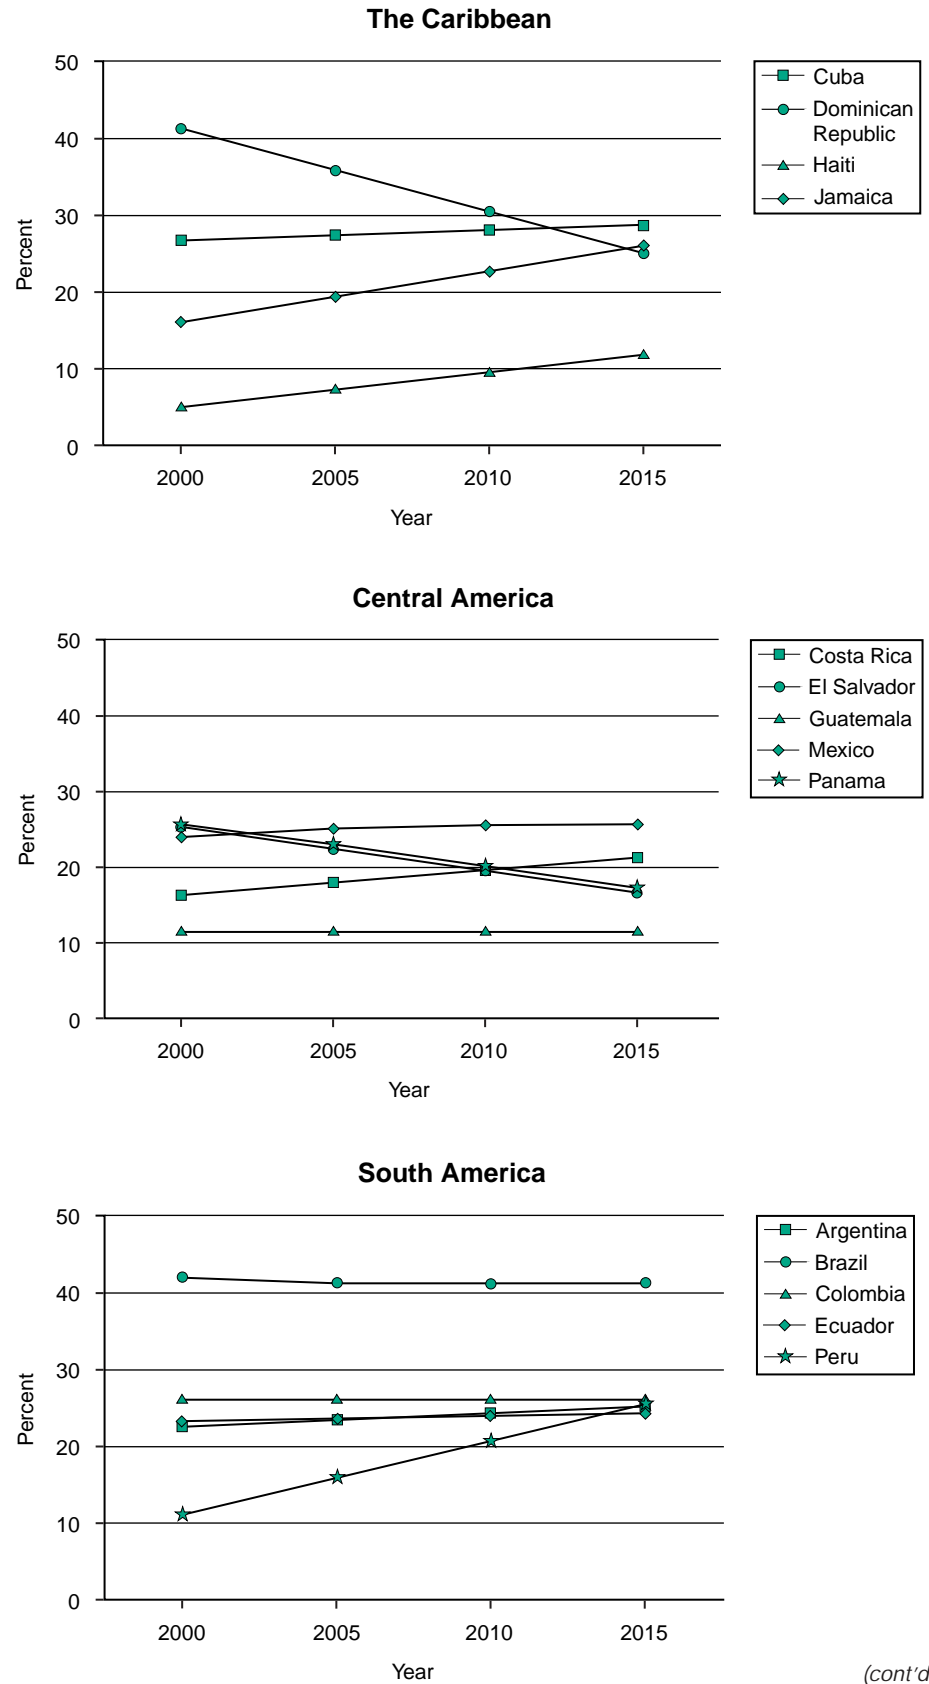 The Caribbean
50
40
30
20
10
0
Percent
2000 2005 2010 2015
Year
Cuba
Dominican
Republic
Haiti
Jamaica
Central America
50
40
30
20
10
0
Percent
2000 2005 2010 2015
Year
Costa Rica
El Salvador
Guatemala
Mexico
Panama
South America
50
40
30
20
10
0
Percent
2000 2005 2010 2015
Year
Argentina
Brazil
Colombia
Ecuador
Peru
(cont'd